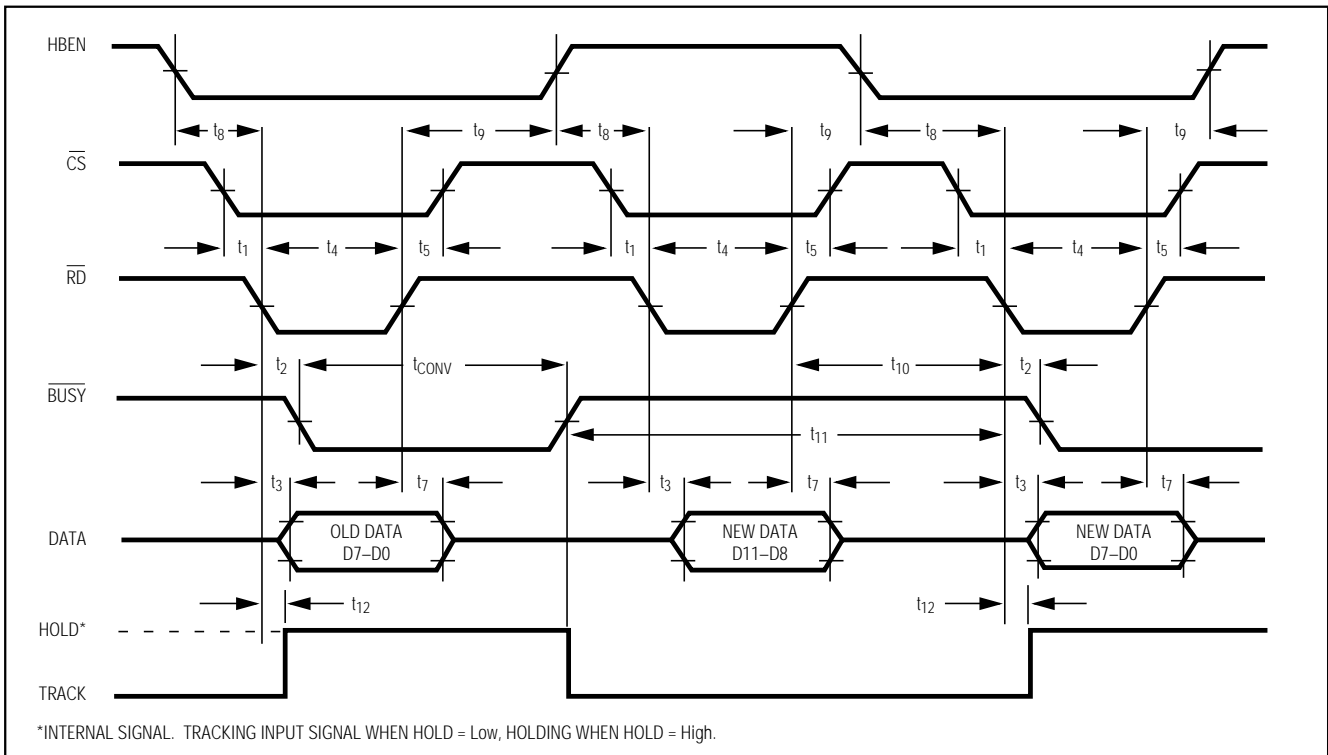 HBEN
t8 t9 t8 t9 t8 t9
CS
t1 t4 t5 t1 t4 t5 t1 t4 t5
RD
t2 tCONV t10 t2
BUSY
t11
t3 t7 t3 t7 t3 t7
DATA
OLD DATA
D7–D0
NEW DATA
D11–D8
NEW DATA
D7–D0
t12 t12
HOLD*
TRACK
*INTERNAL SIGNAL. TRACKING INPUT SIGNAL WHEN HOLD = Low, HOLDING WHEN HOLD = High.